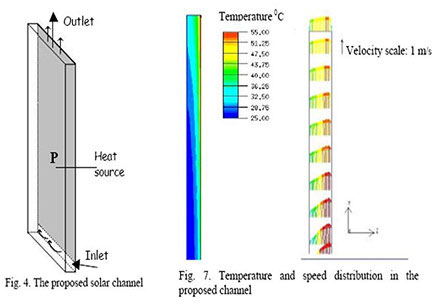 Outlet
P
Heat
source
Inlet
Fig. 4. The proposed solar channel
Temperature ⁰C
55.00
51.25
47.50
43.75
40.00
36.25
32.50
28.75
25.00
Velocity scale: 1 m/s
Fig. 7. Temperature and speed distribution in the
proposed channel